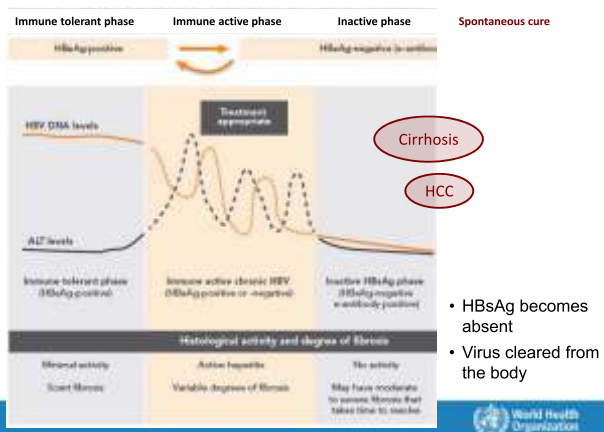 Immune tolerant phase
Immune active phase
Inactive phase
Spontaneous cure
HBeAg-positive
HBeAg-negative
Treatment
appropriate
HBV DNA levels
Cirrhosis
HCC
ALT levels
Immune tolerant phase
(HBeAg-positive)
Immune active chronic HBV
(HBeAg-positive or -negative)
Inactive HBsAg phase
(HBeAg-negative
e-antibody positive)
• HBsAg becomes
absent
• Virus cleared from
the body
Histological activity and degree of fibrosis
Minimal activity
Scant fibrosis
Active hepatitis
Variable degrees of fibrosis
No activity
May have moderate
to severe fibrosis that
takes time to resolve
World Health
Organization